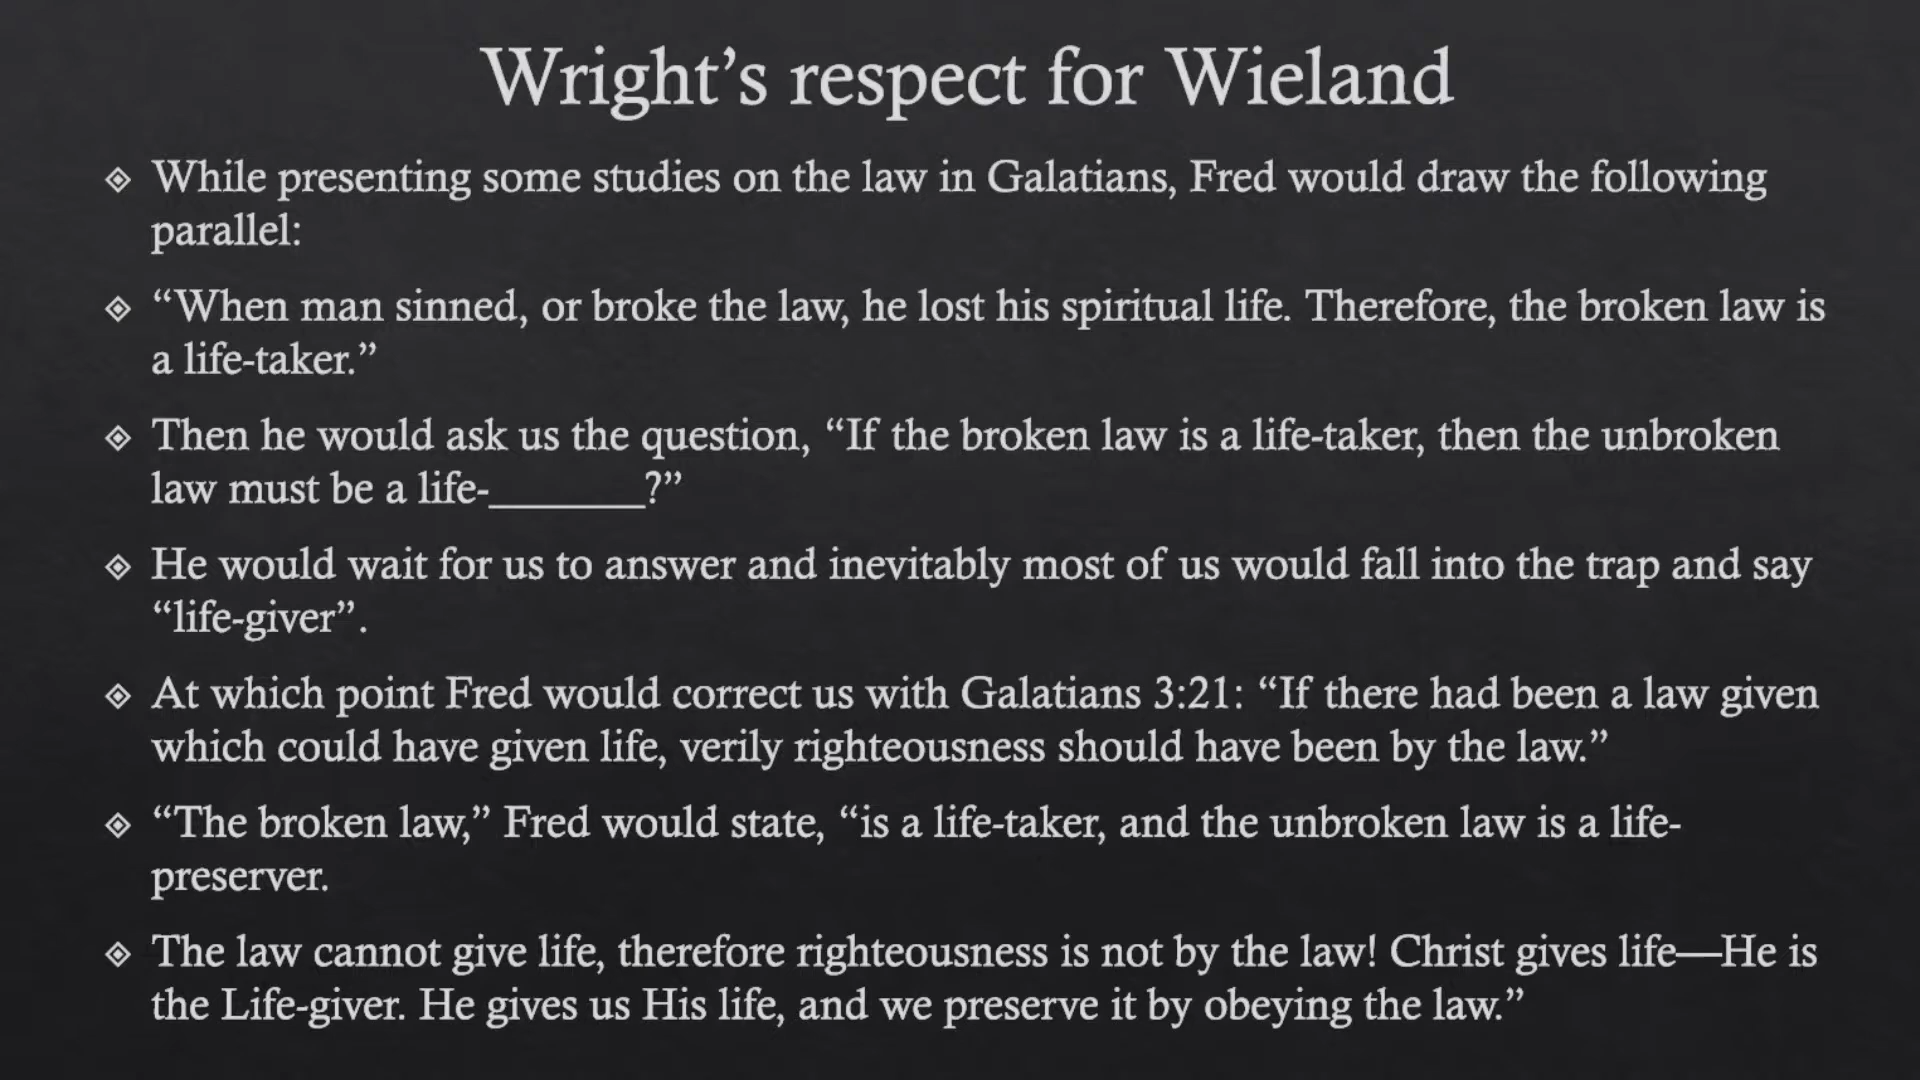 Wright’s respect for Wieland
While presenting some studies on the law in Galatians, Fred would draw the following
parallel:
“When man sinned, or broke the law, he lost his spiritual life. Therefore, the broken law is
a life-taker.”
Then he would ask us the question, “If the broken law is a life-taker, then the unbroken
law must be a life-_______?”
He would wait for us to answer and inevitably most of us would fall into the trap and say
“life-giver”.
At which point Fred would correct us with Galatians 3:21: “If there had been a law given
which could have given life, verily righteousness should have been by the law.”
“The broken law,” Fred would state, “is a life-taker, and the unbroken law is a life-
preserver.
The law cannot give life, therefore righteousness is not by the law! Christ gives life—He is
the Life-giver. He gives us His life, and we preserve it by obeying the law.”